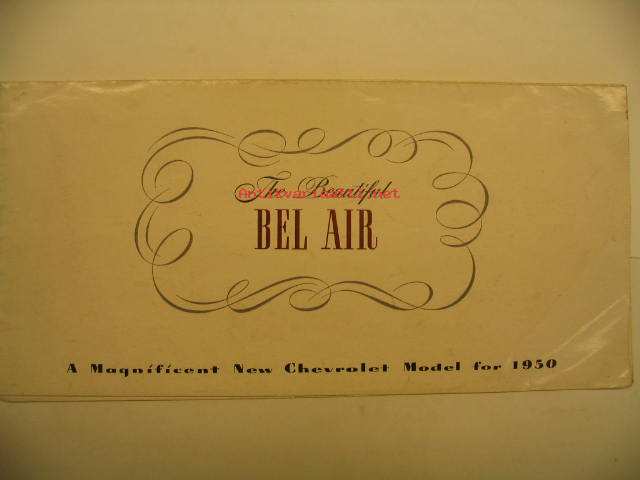 The Beautiful
BEL AIR
A Magnificent New Chevrolet Model for 1950